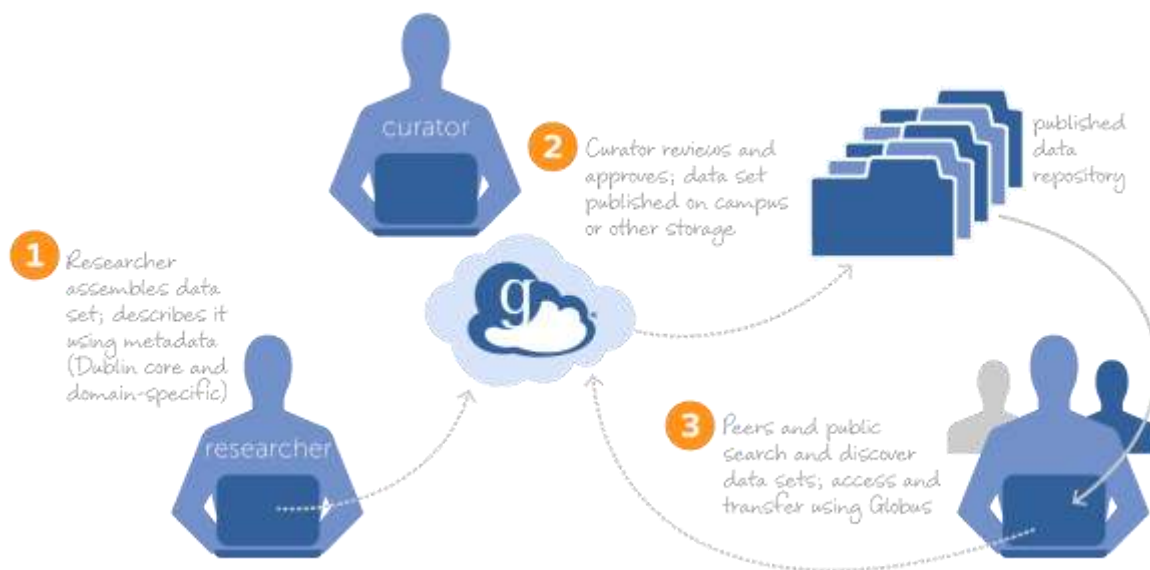 curator
2
Curator reviews and
approves; data set
published on campus
or other storage
published
data
repository
1
Researcher
assembles data
set; describes it
using metadata
(Dublin core and
domain-specific)
researcher
g
3
Peers and public
search and discover
data sets; access and
transfer using Globus